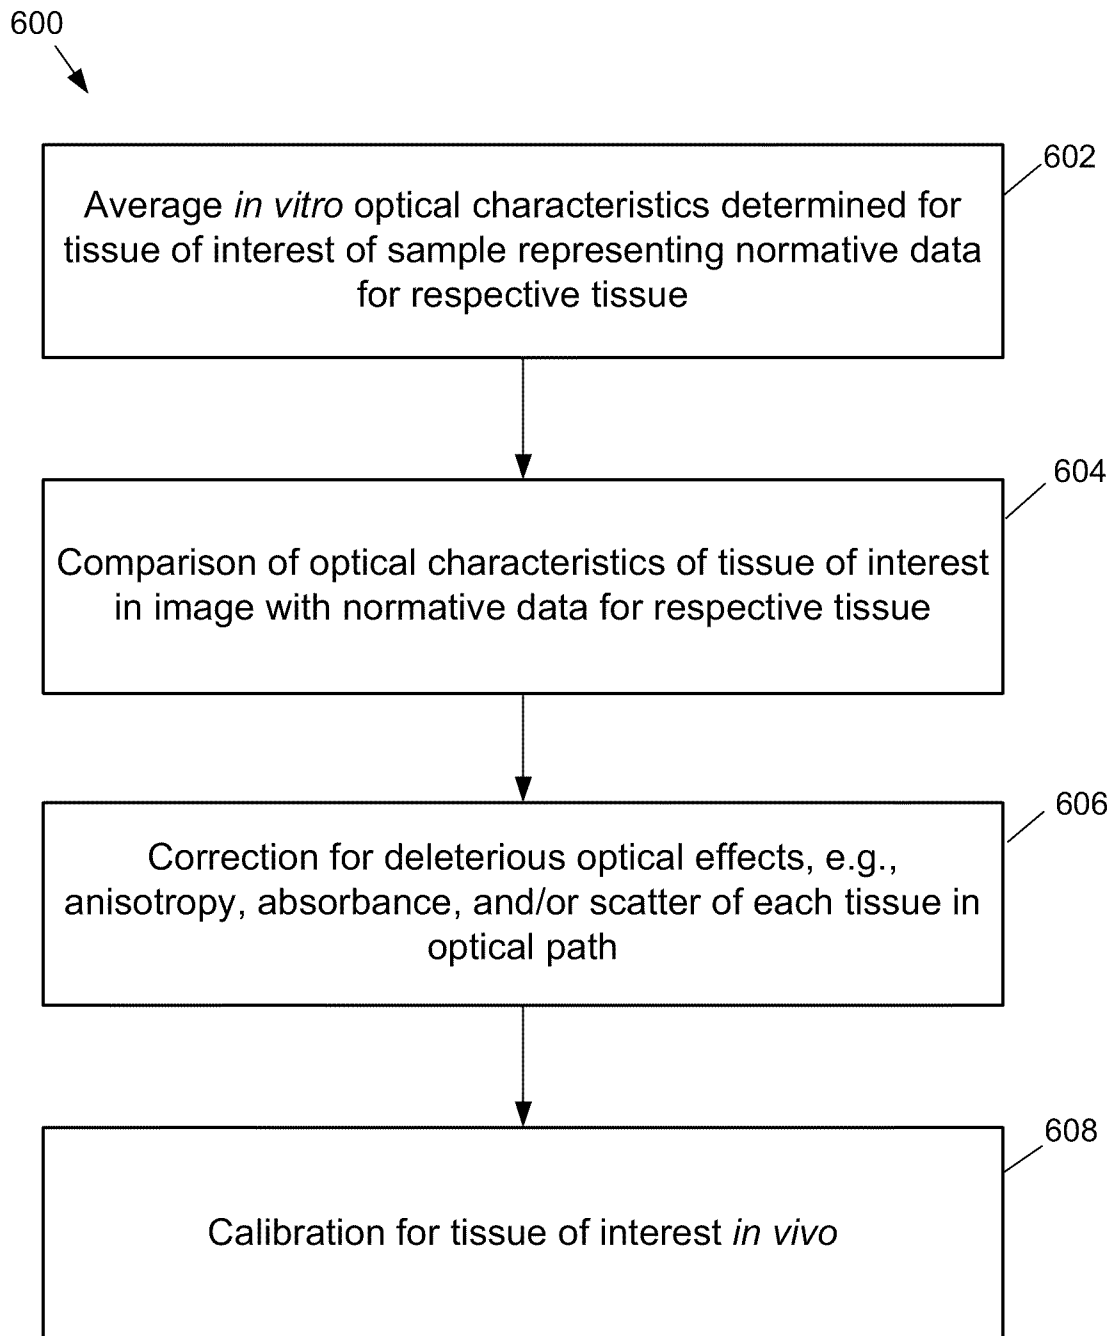 600
602
Average in vitro optical characteristics determined for
tissue of interest of sample representing normative data
for respective tissue
604
Comparison of optical characteristics of tissue of interest
in image with normative data for respective tissue
606
Correction for deleterious optical effects, e.g.,
anisotropy, absorbance, and/or scatter of each tissue in
optical path
608
Calibration for tissue of interest in vivo